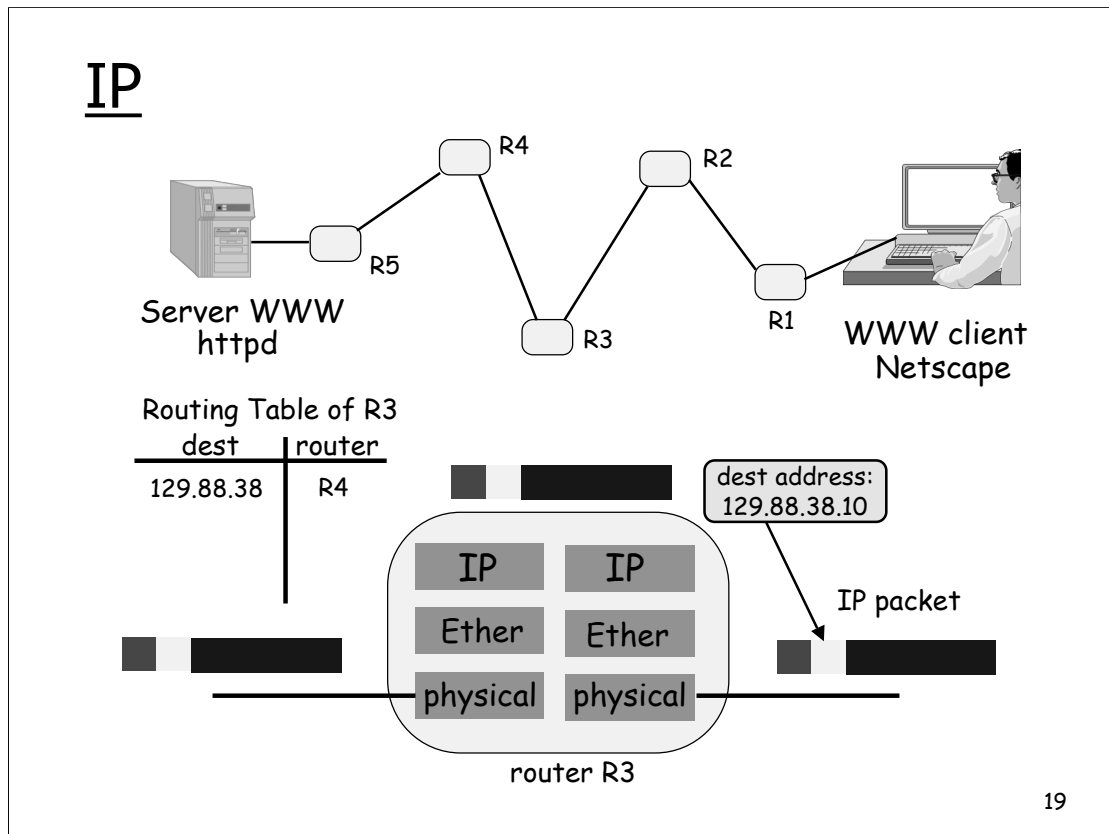 IP
R4
R2
R5
R3
R1
Server WWW
httpd
WWW client
Netscape
Routing Table of R3
dest router
129.88.38 R4
dest address:
129.88.38.10
IP packet
IP IP
Ether Ether
physical physical
router R3
19